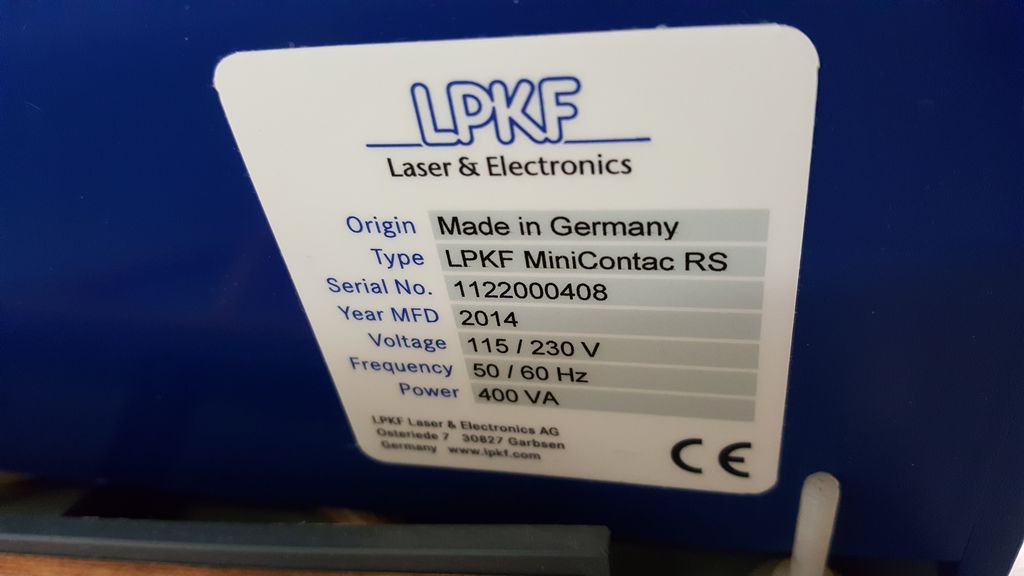 LPKF
Laser & Electronics
Origin Made in Germany
Type LPKF MiniContac RS
Serial No. 1122000408
Year MFD 2014
Voltage 115 / 230 V
Frequency 50 / 60 Hz
Power 400 VA
LPKF Laser & Electronics AG
Osteriede 7 30827 Garbsen
Germany www.lpkf.com
CE